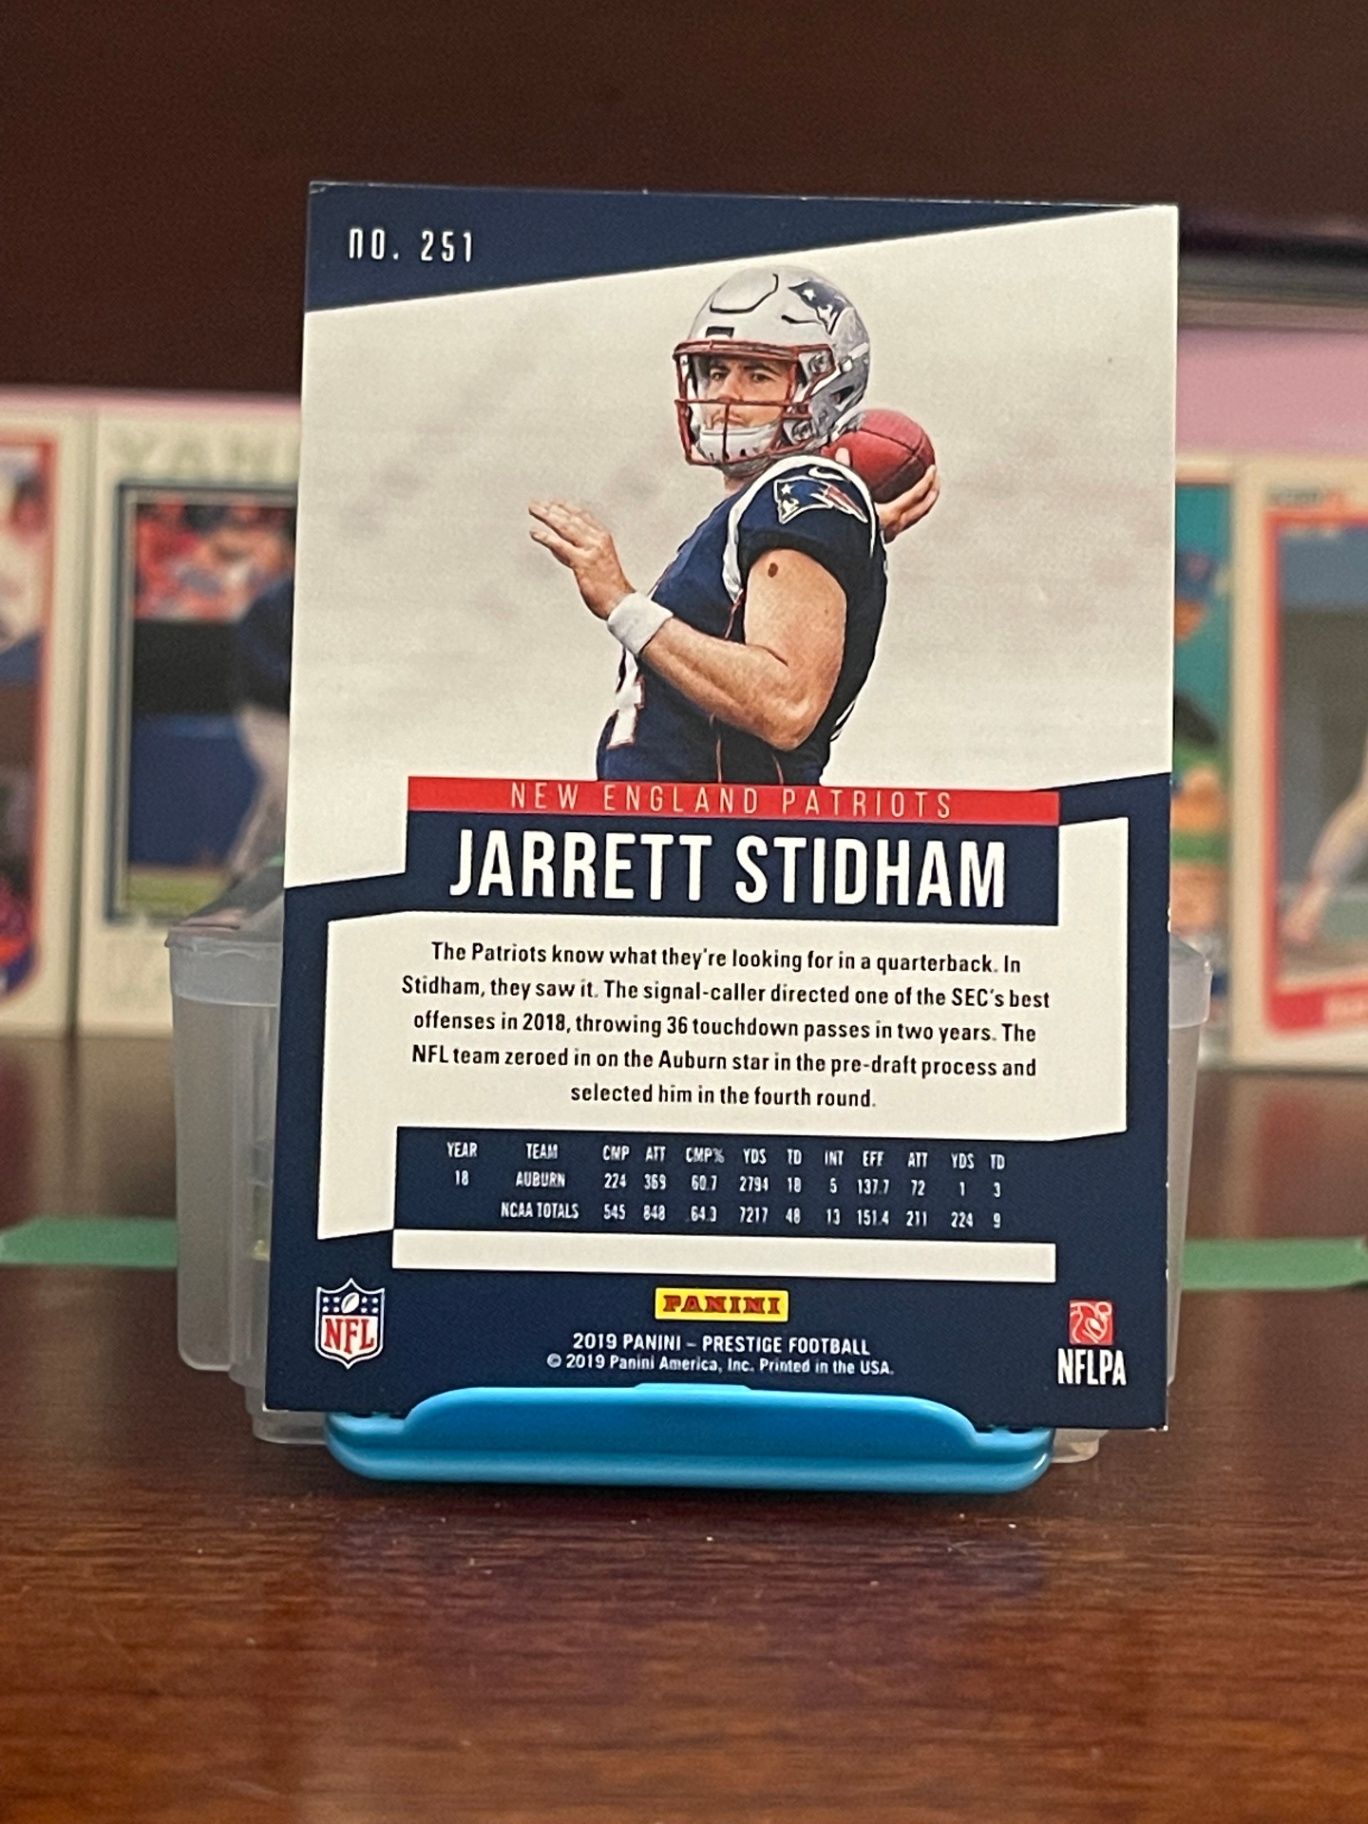 no. 251
NEW ENGLAND PATRIOTS
JARRETT STIDHAM
The Patriots know what they're looking for in a quarterback. In
Stidham, they saw it. The signal-caller directed one of the SEC's best
offenses in 2018, throwing 36 touchdown passes in two years. The
NFL team zeroed in on the Auburn star in the pre-draft process and
selected him in the fourth round.
YEAR TEAM CMP ATT CMP% YDS TD INT EFF ATT YDS TD
18 AUBURN 224 369 60.7 2794 18 5 137.7 72 1 3
NCAA TOTALS 545 848 64.3 7217 48 13 151.4 211 224 9
NFL
PANINI
2019 PANINI – PRESTIGE FOOTBALL
© 2019 Panini America, Inc. Printed in the USA.
NFLPA